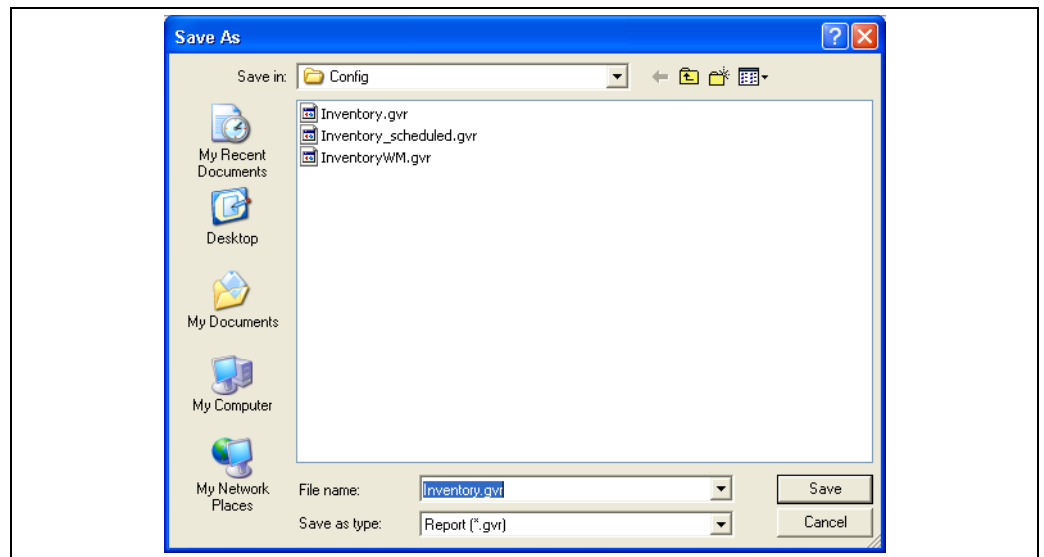 Save As
Save in:
Config
Inventory.gvr
Inventory_scheduled.gvr
InventoryWM.gvr
My Recent
Documents
Desktop
My Documents
My Computer
My Network
Places
File name:
Inventory.gvr
Save
Save as type:
Report (*.gvr)
Cancel